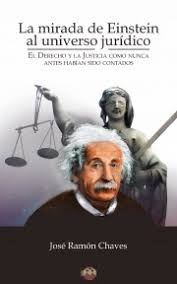 La mirada de Einstein
al universo jurídico
El Derecho y la Justicia como nunca
antes habían sido contados
José Ramón Chaves